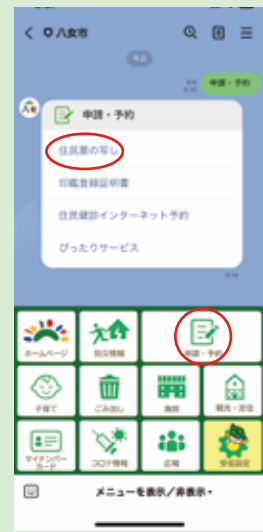 八女市
今日
申請・予約
申請・予約
住民票の写し
印鑑登録証明書
住民健診インターネット予約
ぴったりサービス
ホームページ
防災情報
申請・予約
子育て
ごみ出し
施設
観光・定住
マイナンバー
カード
コロナ情報
広報
受信設定
メニューを表示/非表示